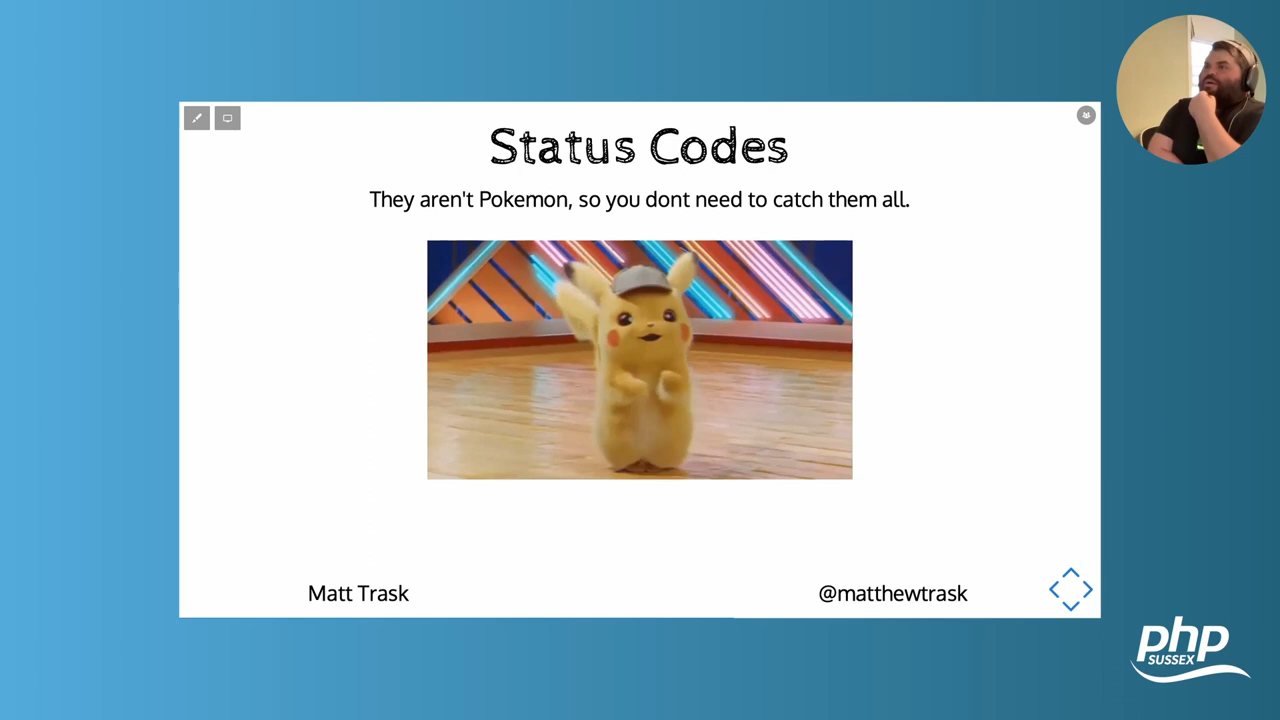 Status Codes
They aren't Pokemon, so you dont need to catch them all.
Matt Trask
@matthewtrask
php
SUSSEX